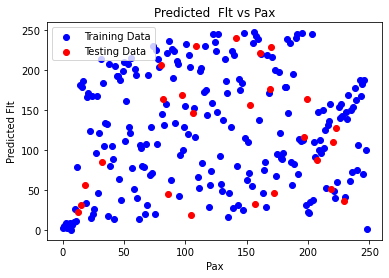 Predicted  Flt vs Pax
Training Data
Testing Data
Predicted Flt
250
200
150
100
50
0
0 50 100 150 200 250
Pax